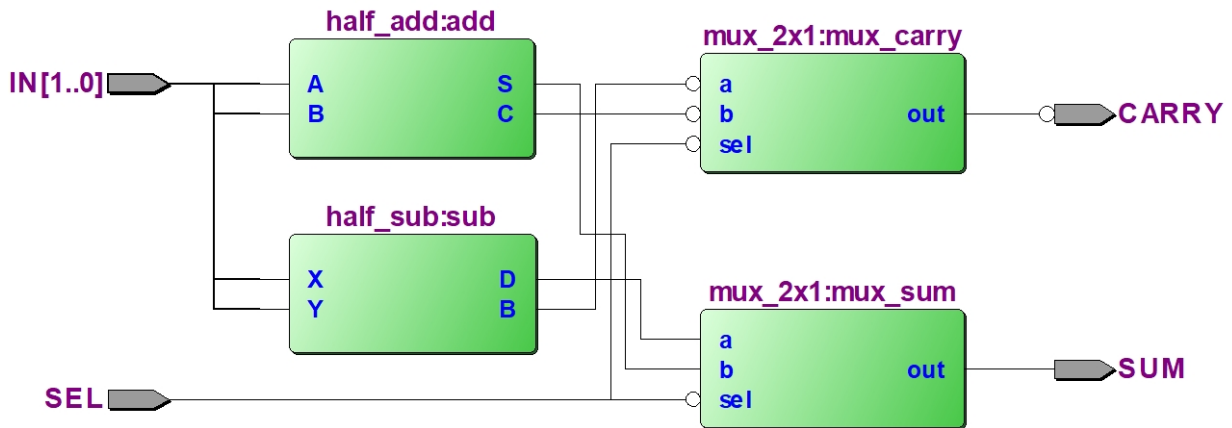 half_add:add
IN[1..0]
A
B
S
C
half_sub:sub
X
Y
D
B
SEL
mux_2x1:mux_carry
a
b
sel
out
CARRY
mux_2x1:mux_sum
a
b
sel
out
SUM